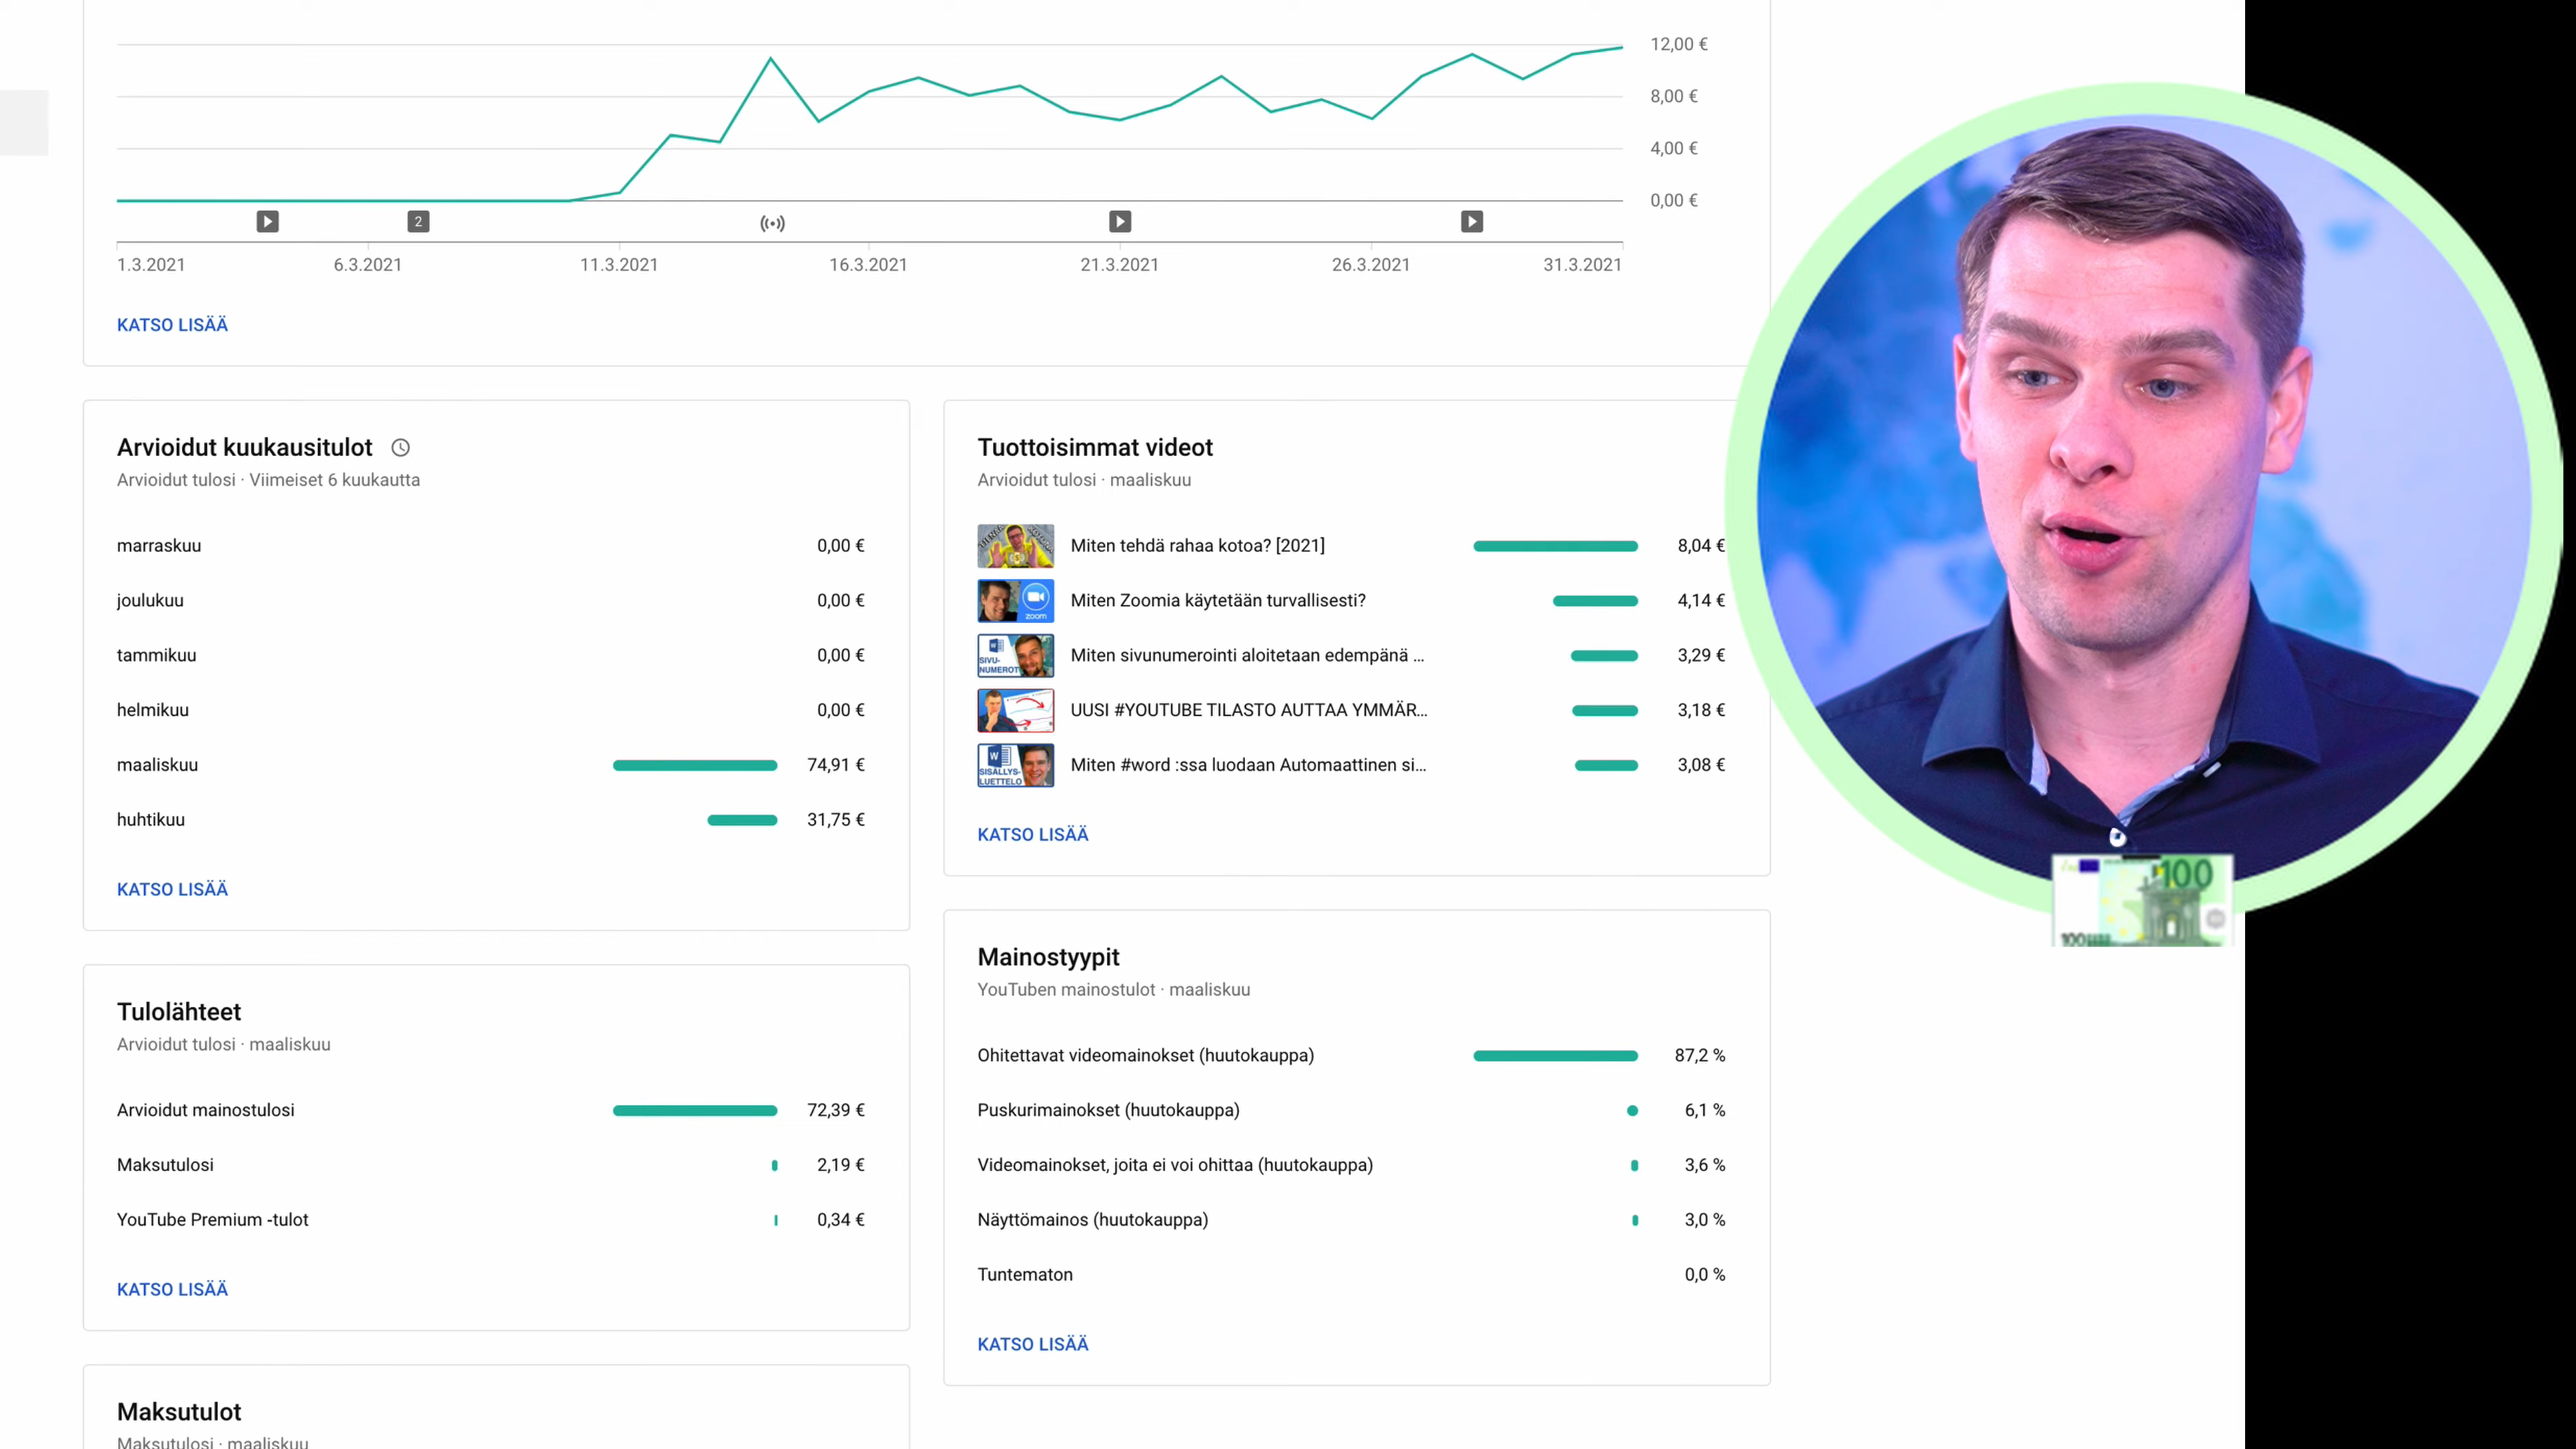 12,00 €
8,00 €
4,00 €
0,00 €
2
1.3.2021 6.3.2021 11.3.2021 16.3.2021 21.3.2021 26.3.2021 31.3.2021
KATSO LISÄÄ
Arvioidut kuukausitulot
Arvioidut tulosi · Viimeiset 6 kuukautta
marraskuu 0,00 €
joulukuu 0,00 €
tammikuu 0,00 €
helmikuu 0,00 €
maaliskuu 74,91 €
huhtikuu 31,75 €
KATSO LISÄÄ
Tuottoisimmat videot
Arvioidut tulosi · maaliskuu
Miten tehdä rahaa kotoa? [2021] 8,04 €
zoom
Miten Zoomia käytetään turvallisesti? 4,14 €
SIVU-
NUMEROT
Miten sivunumerointi aloitetaan edempänä ... 3,29 €
UUSI #YOUTUBE TILASTO AUTTAA YMMÄR... 3,18 €
W
SISÄLLYS-
LUETTELO
Miten #word :ssa luodaan Automaattinen si... 3,08 €
KATSO LISÄÄ
Tulolähteet
Arvioidut tulosi · maaliskuu
Arvioidut mainostulosi 72,39 €
Maksutulosi 2,19 €
YouTube Premium -tulot 0,34 €
KATSO LISÄÄ
Mainostyypit
YouTuben mainostulot · maaliskuu
Ohitettavat videomainokset (huutokauppa) 87,2 %
Puskurimainokset (huutokauppa) 6,1 %
Videomainokset, joita ei voi ohittaa (huutokauppa) 3,6 %
Näyttömainos (huutokauppa) 3,0 %
Tuntematon 0,0 %
KATSO LISÄÄ
Maksutulot
Maksutulosi · maaliskuu
100
100